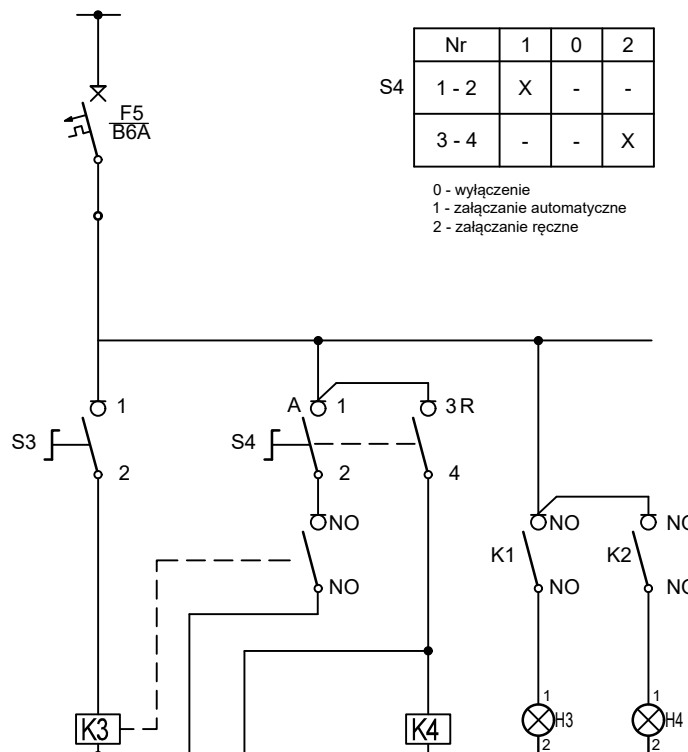 Nr 1 0 2
S4 1 - 2 X - -
3 - 4 - - X
F5
B6A
0 - wyłączenie
1 - załączanie automatyczne
2 - załączanie ręczne
1 A 1 3 R
S3 S4
2 2 4
NO NO NO
K1 K2
NO NO NO
1 1
K3 K4 H3 H4
2 2